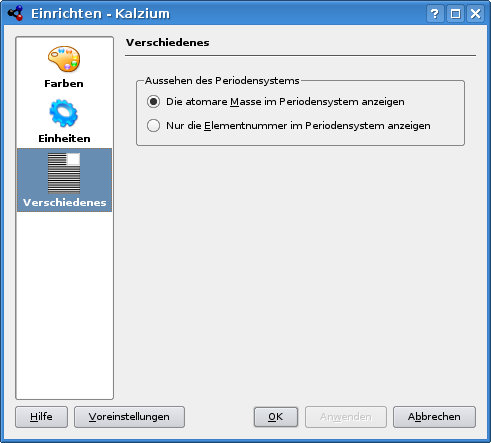 Einrichten - Kalzium
Farben
Einheiten
Verschiedenes
Verschiedenes
Aussehen des Periodensystems
Die atomare Masse im Periodensystem anzeigen
Nur die Elementnummer im Periodensystem anzeigen
Hilfe
Voreinstellungen
OK
Anwenden
Abbrechen